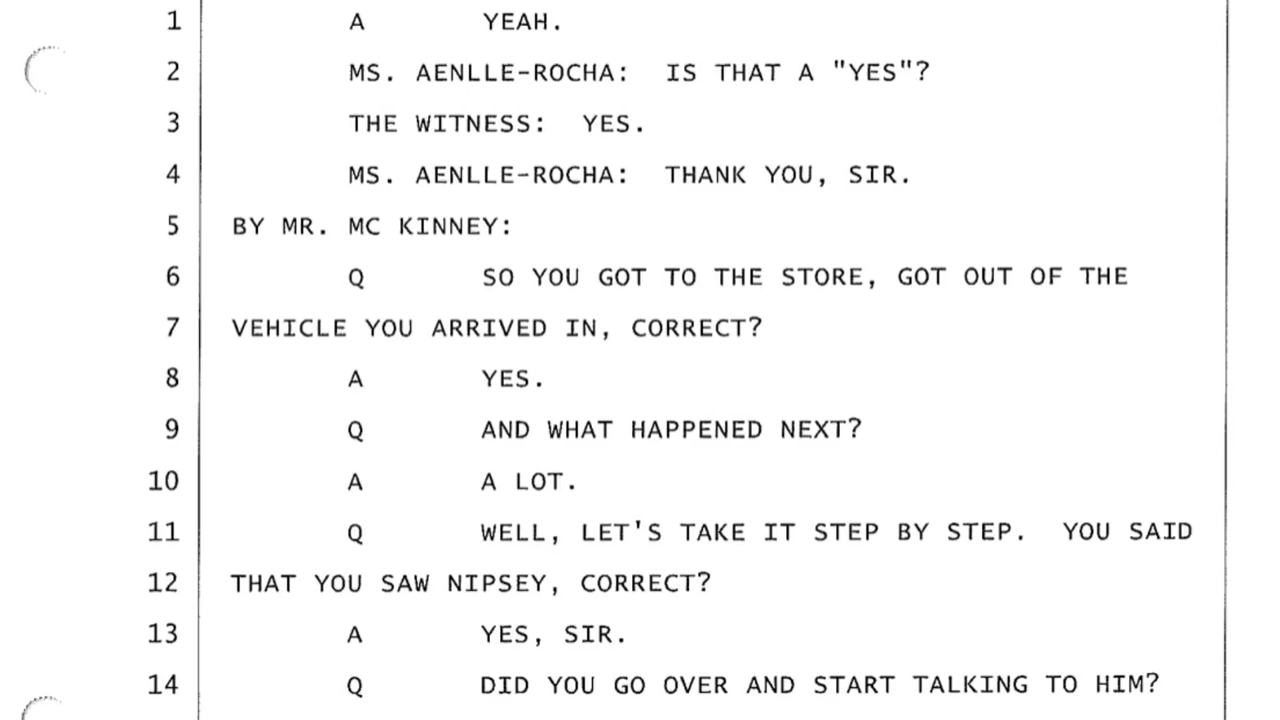 1 A YEAH.
2 MS. AENLLE-ROCHA: IS THAT A "YES"?
3 THE WITNESS: YES.
4 MS. AENLLE-ROCHA: THANK YOU, SIR.
5 BY MR. MC KINNEY:
6 Q SO YOU GOT TO THE STORE, GOT OUT OF THE
7 VEHICLE YOU ARRIVED IN, CORRECT?
8 A YES.
9 Q AND WHAT HAPPENED NEXT?
10 A A LOT.
11 Q WELL, LET'S TAKE IT STEP BY STEP. YOU SAID
12 THAT YOU SAW NIPSEY, CORRECT?
13 A YES, SIR.
14 Q DID YOU GO OVER AND START TALKING TO HIM?